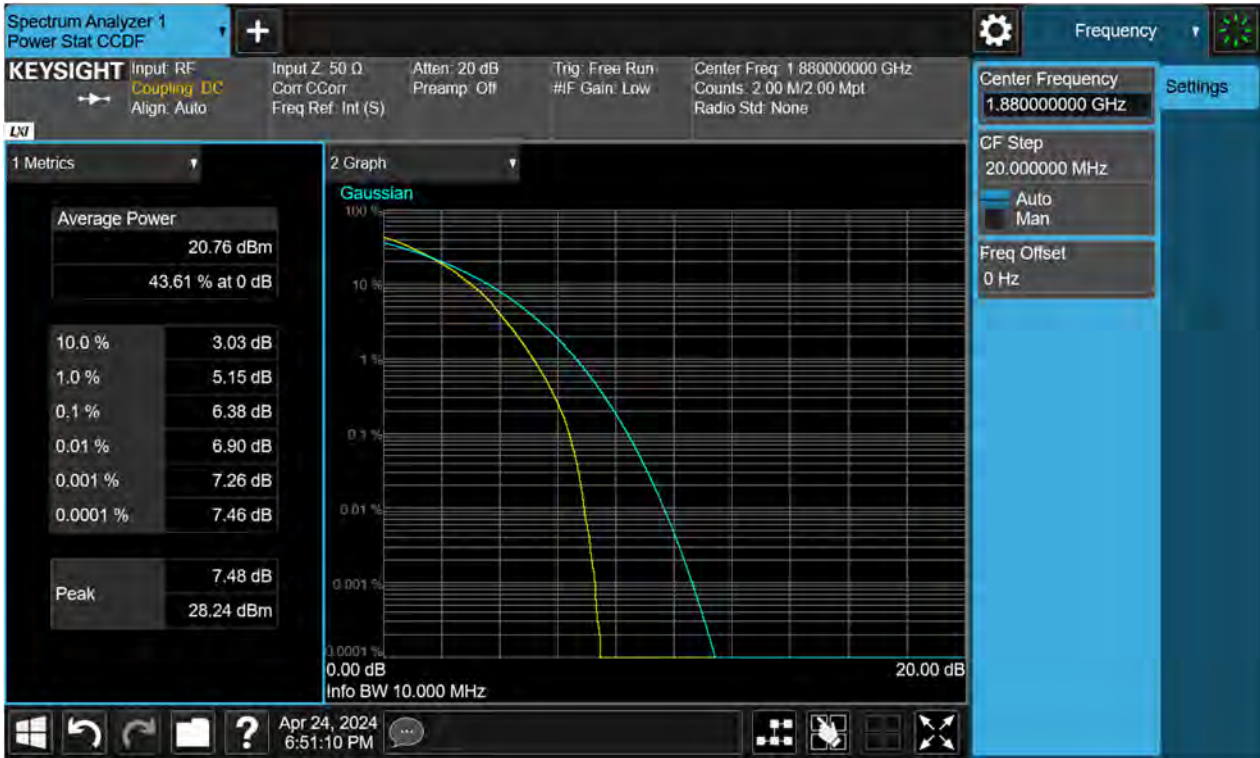 Spectrum Analyzer 1
Power Stat CCDF
+
Frequency
KEYSIGHT
Input: RF
Coupling: DC
Align: Auto
Input Z: 50 Ω
Corr CCorr
Freq Ref: Int (S)
Atten: 20 dB
Preamp: Off
Trig: Free Run
#IF Gain: Low
Center Freq: 1.880000000 GHz
Counts: 2.00 M/2.00 Mpt
Radio Std: None
LXI
Center Frequency
1.880000000 GHz
Settings
CF Step
20.000000 MHz
Auto
Man
Freq Offset
0 Hz
1 Metrics
Average Power
20.76 dBm
43.61 % at 0 dB
10.0 % 3.03 dB
1.0 % 5.15 dB
0.1 % 6.38 dB
0.01 % 6.90 dB
0.001 % 7.26 dB
0.0001 % 7.46 dB
Peak
7.48 dB
28.24 dBm
2 Graph
Gaussian
100 %
10 %
1 %
0.1 %
0.01 %
0.001 %
0.0001 %
0.00 dB 20.00 dB
Info BW 10.000 MHz
?
Apr 24, 2024
6:51:10 PM